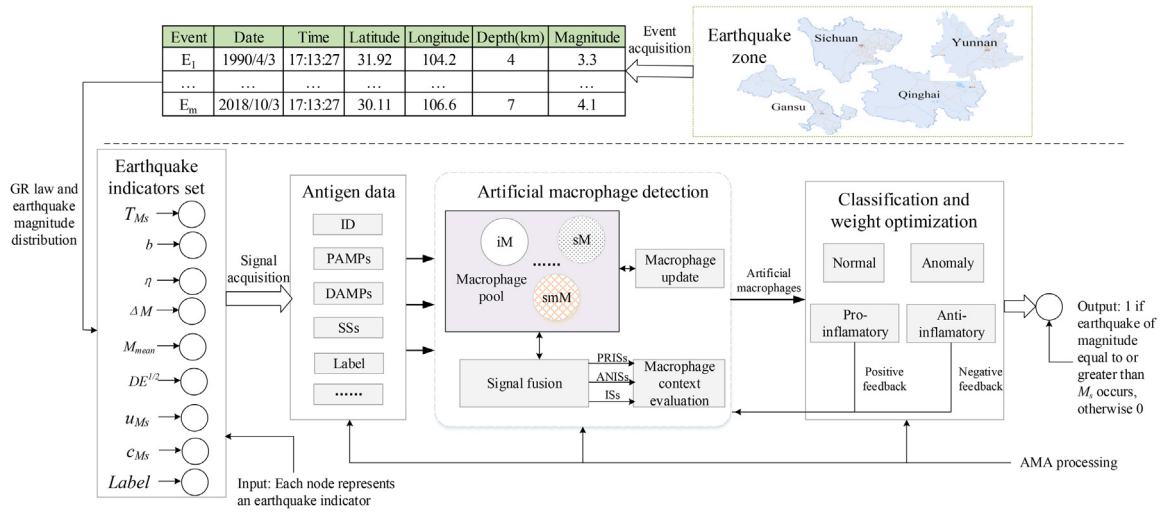 Event Date Time Latitude Longitude Depth(km) Magnitude
E1 1990/4/3 17:13:27 31.92 104.2 4 3.3
… … … …
Em 2018/10/3 17:13:27 30.11 106.6 7 4.1
Event
acquisition
Earthquake
zone
Sichuan
Yunnan
Gansu
Qinghai
GR law and
earthquake
magnitude
distribution
Earthquake
indicators set
TMs
b
η
ΔM
Mmean
DE1/2
uMs
cMs
Label
Signal
acquisition
Input: Each node represents
an earthquake indicator
Antigen data
ID
PAMPs
DAMPs
SSs
Label
......
Artificial macrophage detection
iM
sM
......
Macrophage
pool
smM
Macrophage
update
Signal fusion
PRISs
ANISs
ISs
Macrophage
context
evaluation
Artificial
macrophages
Classification and
weight optimization
Normal
Anomaly
Pro-
inflamatory
Anti-
inflamatory
Positive
feedback
Negative
feedback
Output: 1 if
earthquake of
magnitude
equal to or
greater than
Ms occurs,
otherwise 0
AMA processing